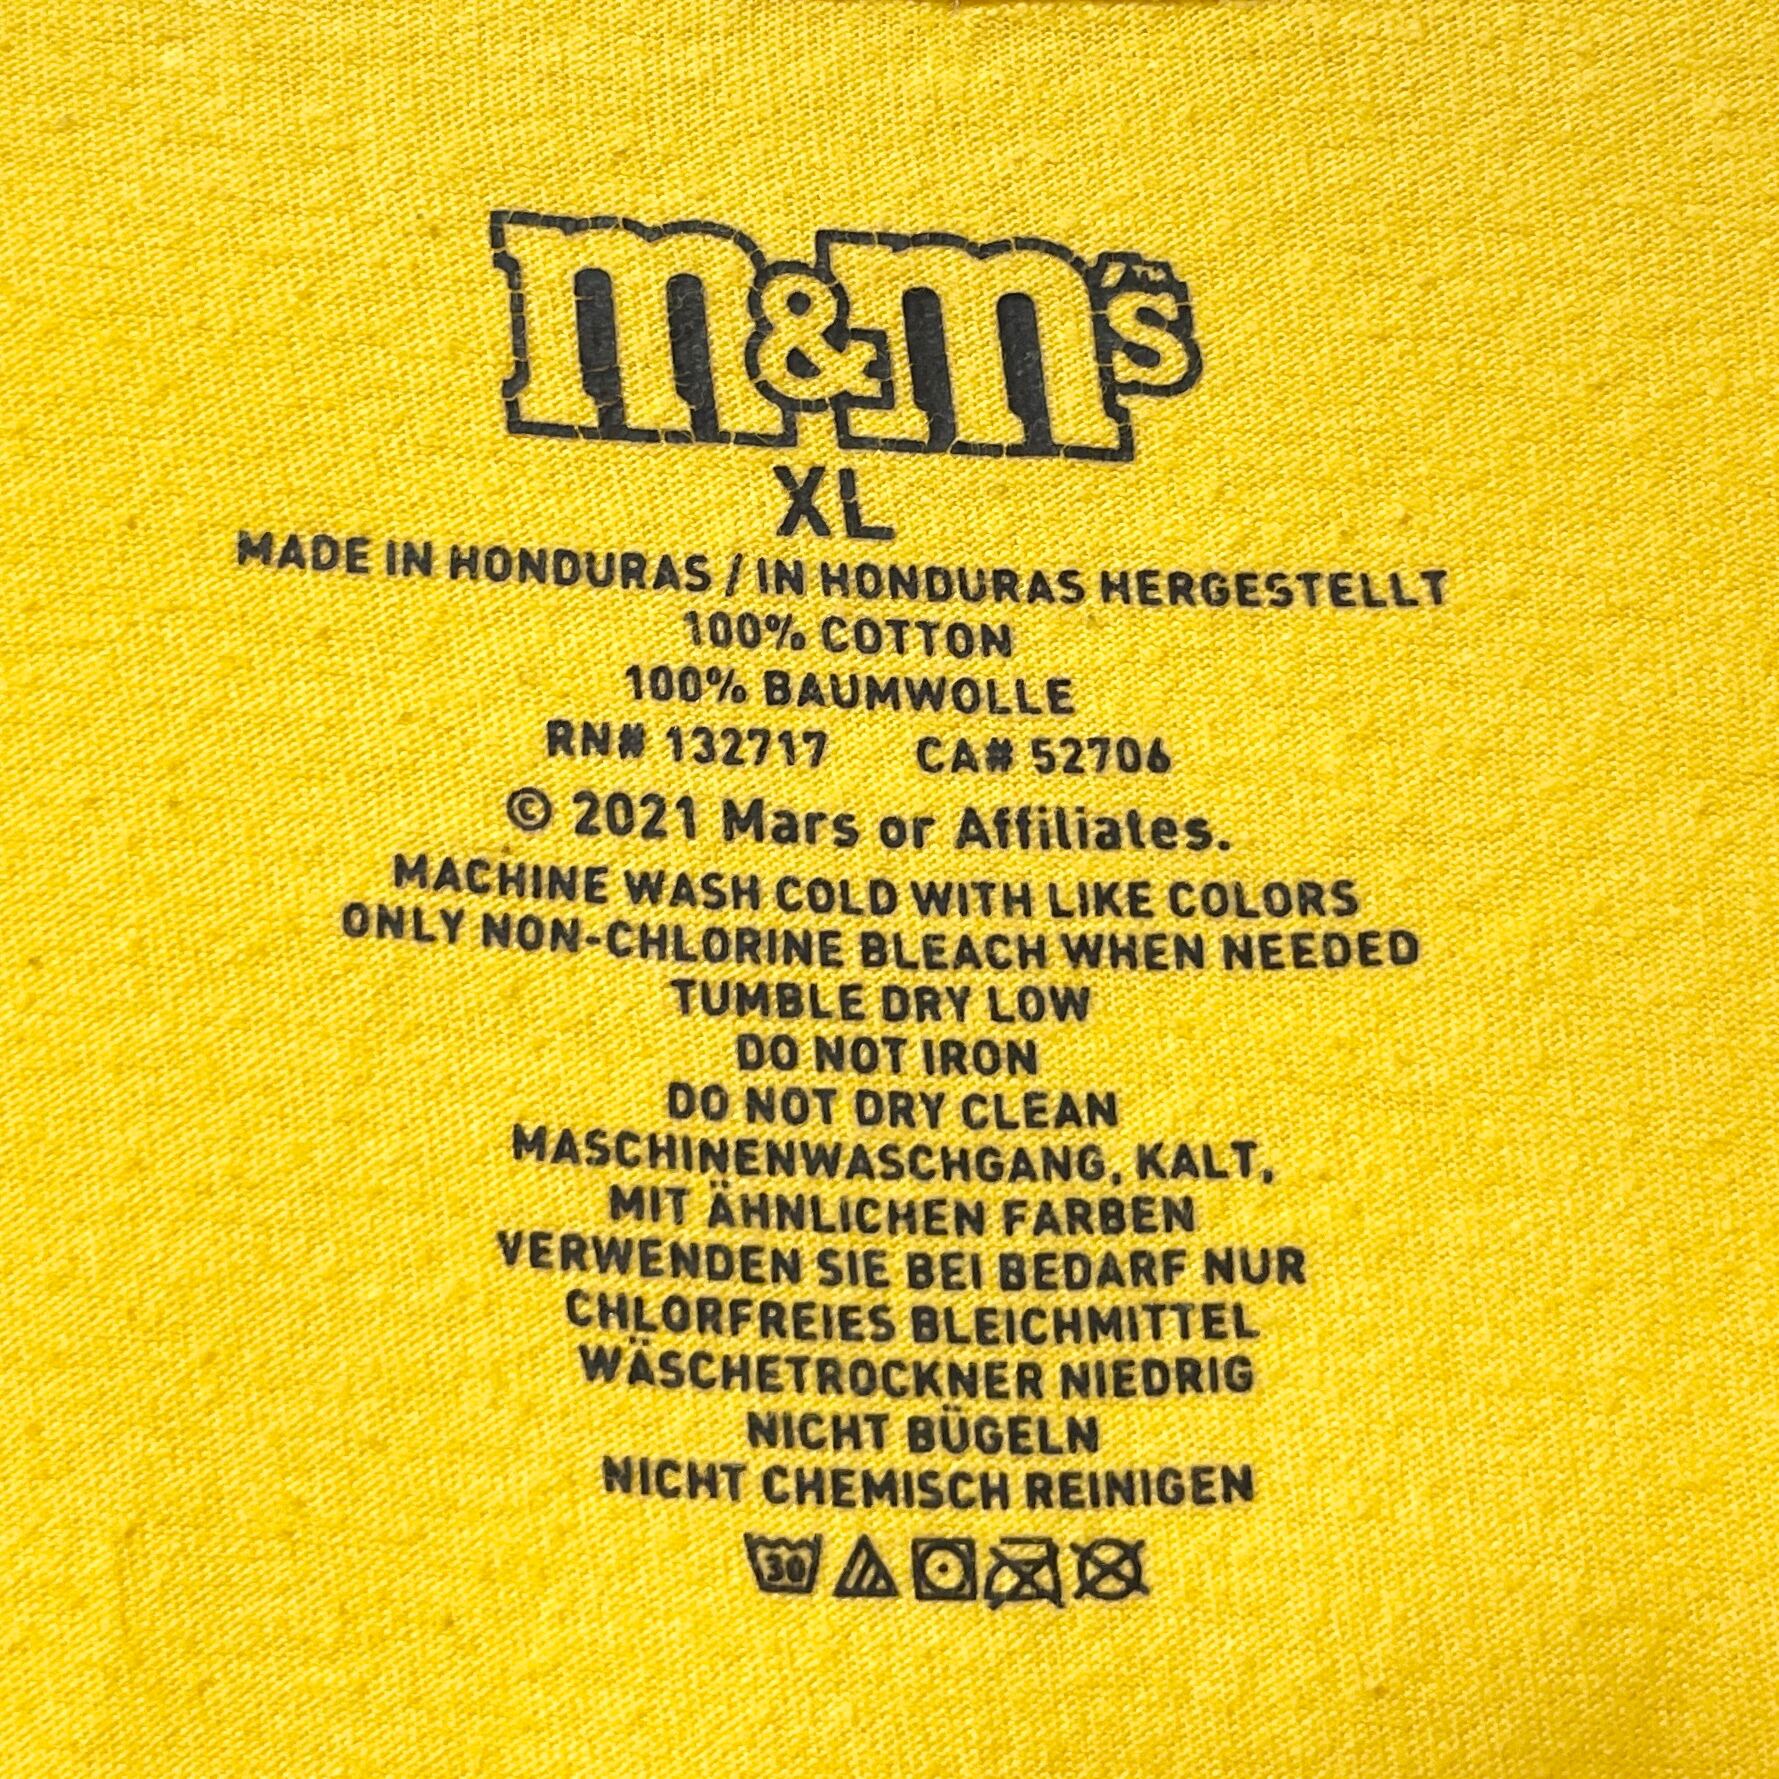 m&m's™
XL
MADE IN HONDURAS / IN HONDURAS HERGESTELLT
100% COTTON
100% BAUMWOLLE
RN# 132717 CA# 52706
© 2021 Mars or Affiliates.
MACHINE WASH COLD WITH LIKE COLORS
ONLY NON-CHLORINE BLEACH WHEN NEEDED
TUMBLE DRY LOW
DO NOT IRON
DO NOT DRY CLEAN
MASCHINENWASCHGANG, KALT,
MIT ÄHNLICHEN FARBEN
VERWENDEN SIE BEI BEDARF NUR
CHLORFREIES BLEICHMITTEL
WÄSCHETROCKNER NIEDRIG
NICHT BÜGELN
NICHT CHEMISCH REINIGEN
30